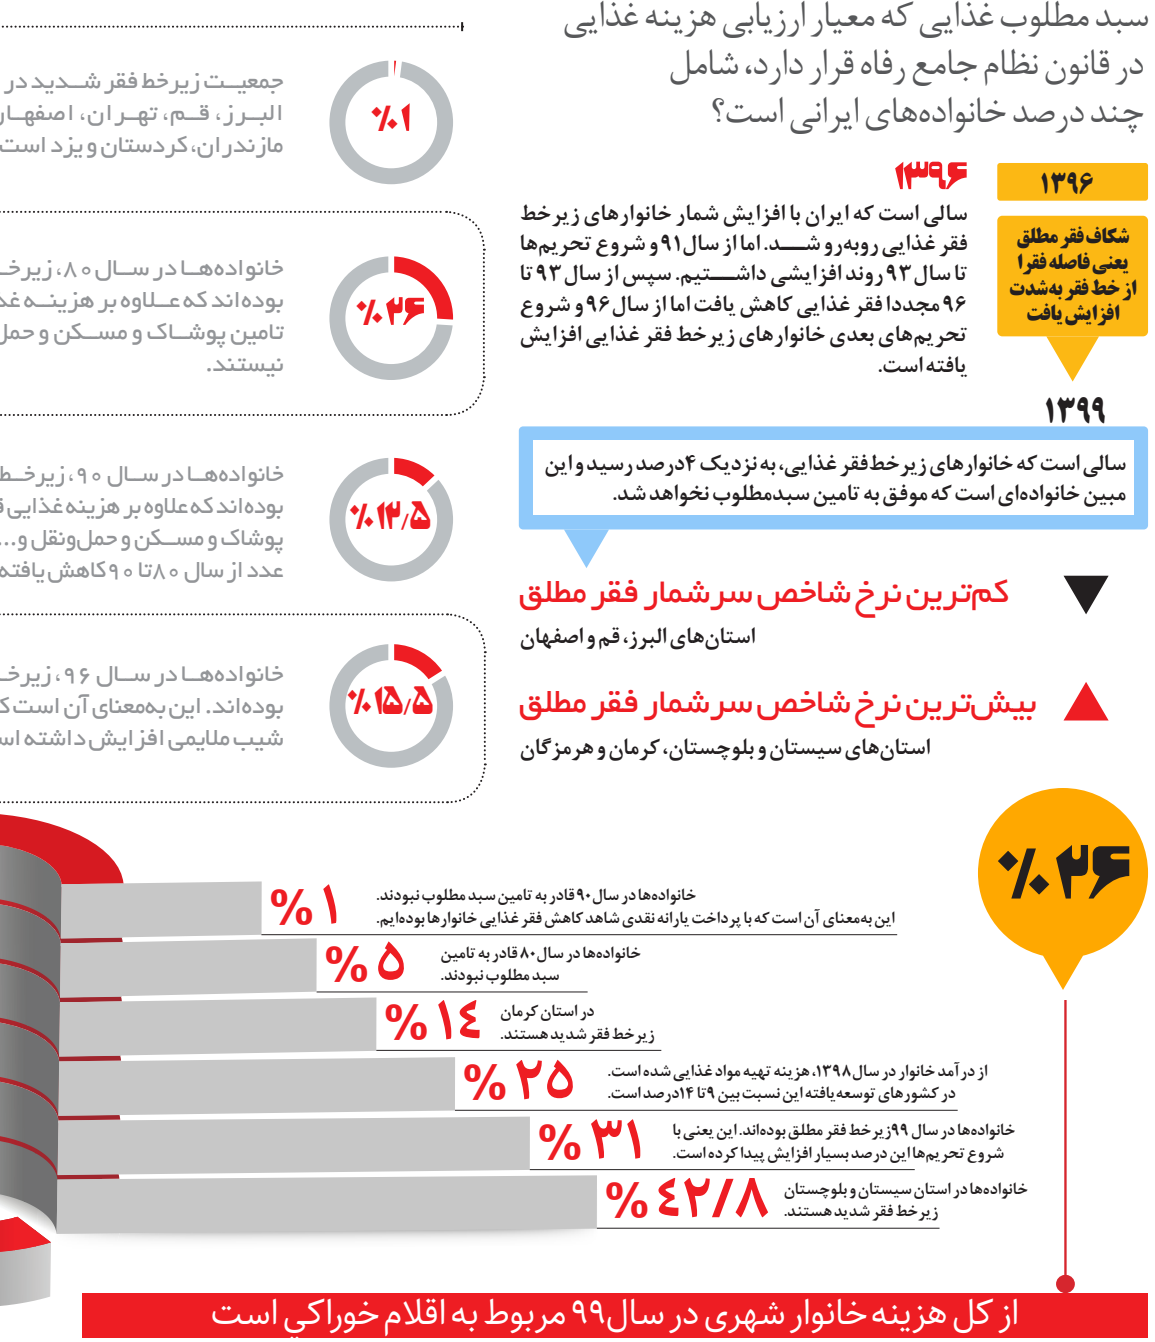 سبد مطلوب غذایی که معیار ارزیابی هزینه غذایی
در قانون نظام جامع رفاه قرار دارد، شامل
چند درصد خانواده‌های ایرانی است؟
۱۳۹۶
شکاف فقر مطلق
یعنی فاصله فقرا
از خط فقر به‌شدت
افزایش یافت
۱۳۹۶
سالی است که ایران با افزایش شمار خانوارهای زیرخط
فقر غذایی روبه‌رو شد. اما از سال ۹۱ و شروع تحریم‌ها
تا سال ۹۳ روند افزایشی داشتیم. سپس از سال ۹۳ تا
۹۶ مجددا فقر غذایی کاهش یافت اما از سال ۹۶ و شروع
تحریم‌های بعدی خانوارهای زیرخط فقر غذایی افزایش
یافته است.
۱۳۹۹
سالی است که خانوارهای زیرخط‌فقر غذایی، به نزدیک ۴درصد رسید و این
مبین خانواده‌ای است که موفق به تامین سبدمطلوب نخواهد شد.
کم‌ترین نرخ شاخص سرشمار فقر مطلق
استان‌های البرز، قم و اصفهان
بیش‌ترین نرخ شاخص سرشمار فقر مطلق
استان‌های سیستان و بلوچستان، کرمان و هرمزگان
٪۱
جمعیت زیرخط فقر شدید در
البرز، قم، تهران، اصفهان
مازندران، کردستان و یزد است
٪۲۶
خانواده‌ها در سال ۸۰، زیرخ
بوده‌اند که علاوه بر هزینه غذ
تامین پوشاک و مسکن و حمل
نیستند.
٪۱۲/۵
خانواده‌ها در سال ۹۰، زیرخط
بوده‌اند که علاوه بر هزینه غذایی ق
پوشاک و مسکن و حمل‌ونقل و...
عدد از سال ۸۰ تا ۹۰ کاهش یافته
٪۱۵/۵
خانواده‌ها در سال ۹۶، زیرخ
بوده‌اند. این به‌معنای آن است ک
شیب ملایمی افزایش داشته اس
٪۲۶
% ۱
خانواده‌ها در سال ۹۰ قادر به تامین سبد مطلوب نبودند.
این به‌معنای آن است که با پرداخت یارانه نقدی شاهد کاهش فقر غذایی خانوارها بوده‌ایم.
% ۵
خانواده‌ها در سال ۸۰ قادر به تامین
سبد مطلوب نبودند.
% ۱٤
در استان کرمان
زیرخط فقر شدید هستند.
% ۲۵
از درآمد خانوار در سال ۱۳۹۸، هزینه تهیه مواد غذایی شده است.
در کشورهای توسعه‌یافته این نسبت بین ۹ تا ۱۴درصد است.
% ۳۱
خانواده‌ها در سال ۹۹ زیرخط فقر مطلق بوده‌اند. این یعنی با
شروع تحریم‌ها این درصد بسیار افزایش پیدا کرده است.
% ٤۲/۸
خانواده‌ها در استان سیستان و بلوچستان
زیرخط فقر شدید هستند.
از کل هزینه خانوار شهری در سال ۹۹ مربوط به اقلام خوراکي است